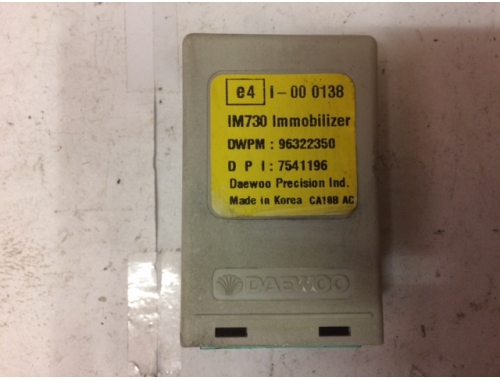 e4 I-00 0138
IM730 Immobilizer
DWPM : 96322350
D P I : 7541196
Daewoo Precision Ind.
Made in Korea CA18B AC
DAEWOO